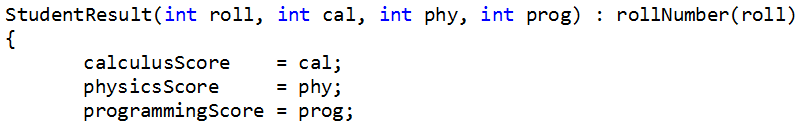 StudentResult(int roll, int cal, int phy, int prog) : rollNumber(roll)
{
calculusScore = cal;
physicsScore = phy;
programmingScore = prog;